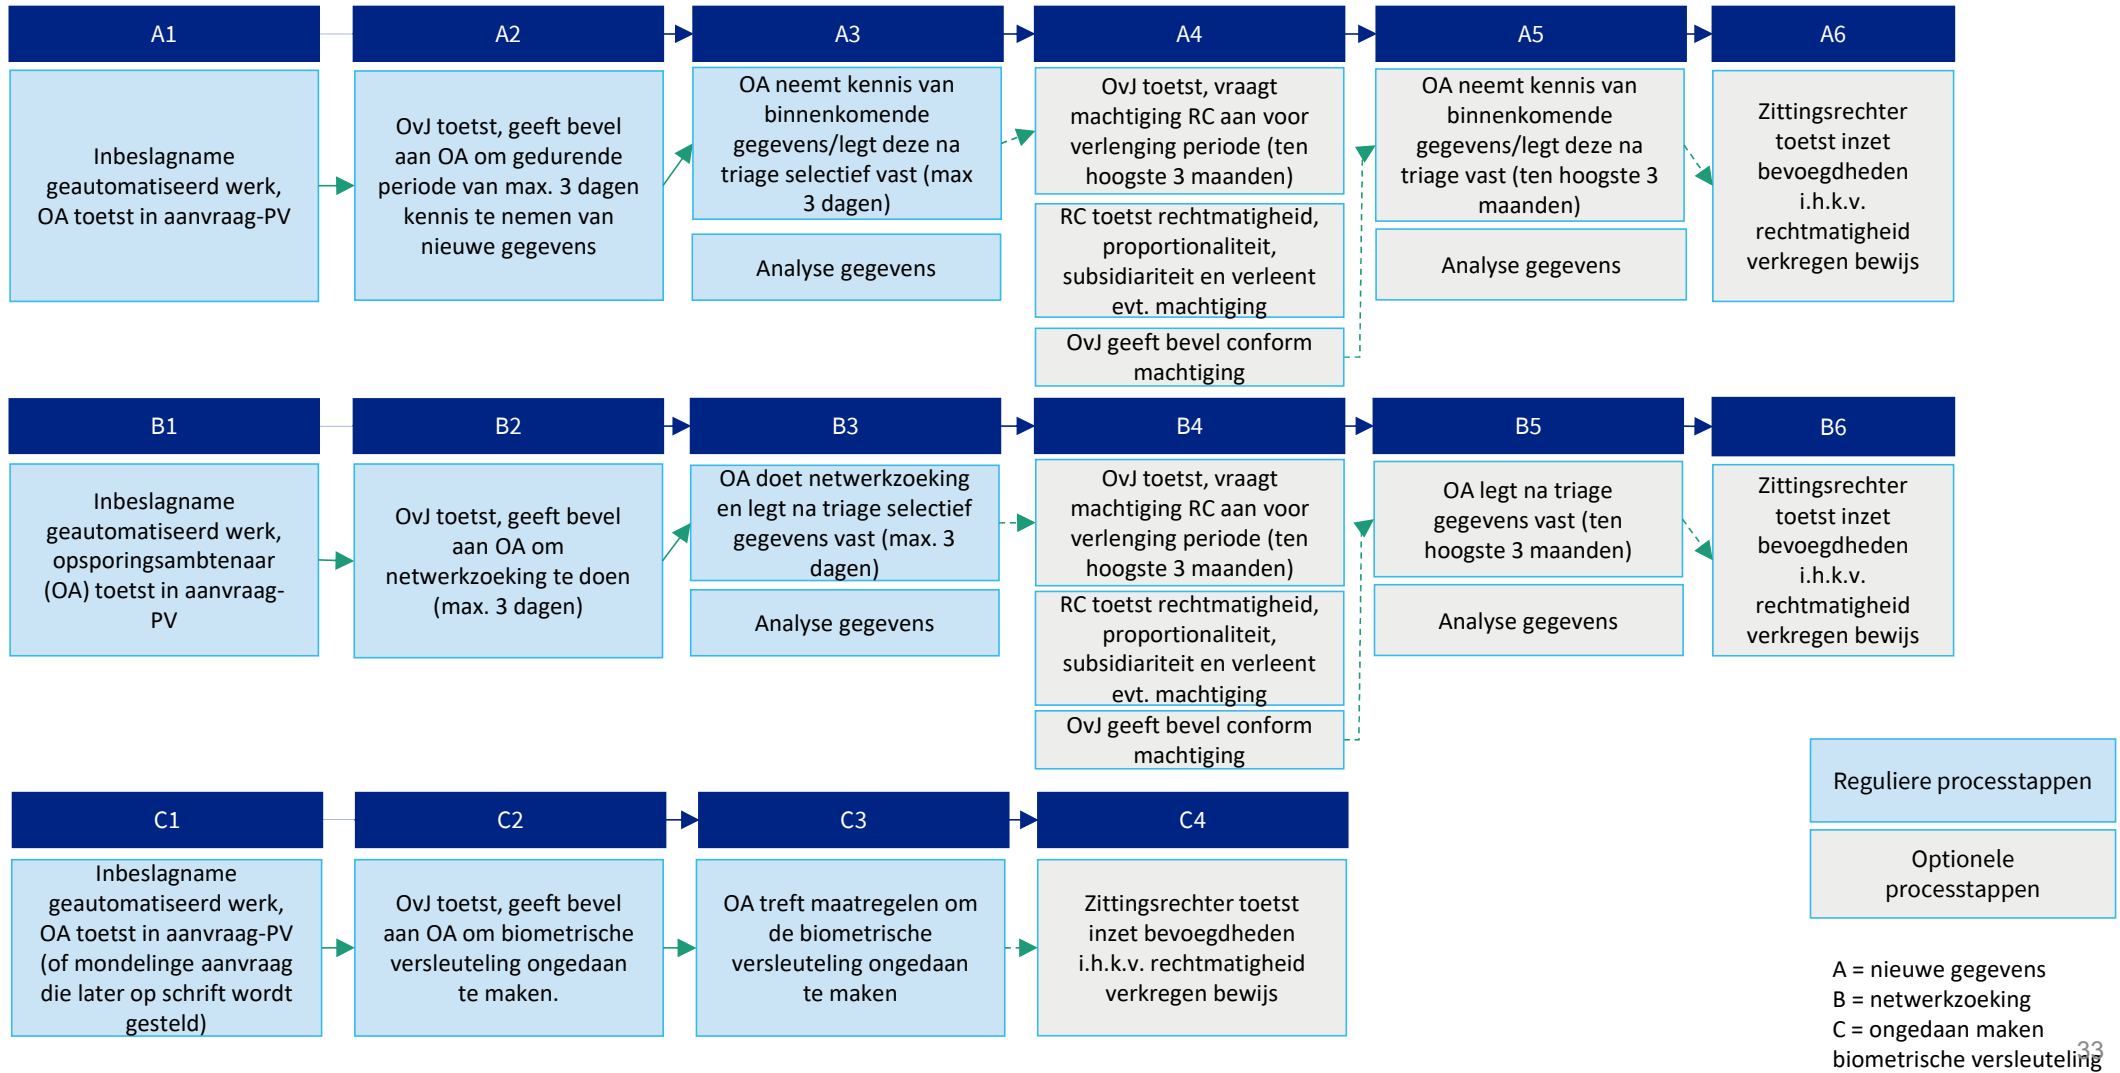 A1
A2
A3
A4
A5
A6
Inbeslagname
geautomatiseerd werk,
OA toetst in aanvraag-PV
OvJ toetst, geeft bevel
aan OA om gedurende
periode van max. 3 dagen
kennis te nemen van
nieuwe gegevens
OA neemt kennis van
binnenkomende
gegevens/legt deze na
triage selectief vast (max
3 dagen)
Analyse gegevens
OvJ toetst, vraagt
machtiging RC aan voor
verlenging periode (ten
hoogste 3 maanden)
RC toetst rechtmatigheid,
proportionaliteit,
subsidiariteit en verleent
evt. machtiging
OvJ geeft bevel conform
machtiging
OA neemt kennis van
binnenkomende
gegevens/legt deze na
triage vast (ten hoogste 3
maanden)
Analyse gegevens
Zittingsrechter
toetst inzet
bevoegdheden
i.h.k.v.
rechtmatigheid
verkregen bewijs
B1
B2
B3
B4
B5
B6
Inbeslagname
geautomatiseerd werk,
opsporingsambtenaar
(OA) toetst in aanvraag-
PV
OvJ toetst, geeft bevel
aan OA om
netwerkzoeking te doen
(max. 3 dagen)
OA doet netwerkzoeking
en legt na triage selectief
gegevens vast (max. 3
dagen)
Analyse gegevens
OvJ toetst, vraagt
machtiging RC aan voor
verlenging periode (ten
hoogste 3 maanden)
RC toetst rechtmatigheid,
proportionaliteit,
subsidiariteit en verleent
evt. machtiging
OvJ geeft bevel conform
machtiging
OA legt na triage
gegevens vast (ten
hoogste 3 maanden)
Analyse gegevens
Zittingsrechter
toetst inzet
bevoegdheden
i.h.k.v.
rechtmatigheid
verkregen bewijs
C1
C2
C3
C4
Inbeslagname
geautomatiseerd werk,
OA toetst in aanvraag-PV
(of mondelinge aanvraag
die later op schrift wordt
gesteld)
OvJ toetst, geeft bevel
aan OA om biometrische
versleuteling ongedaan
te maken.
OA treft maatregelen om
de biometrische
versleuteling ongedaan
te maken
Zittingsrechter toetst
inzet bevoegdheden
i.h.k.v. rechtmatigheid
verkregen bewijs
Reguliere processtappen
Optionele
processtappen
A = nieuwe gegevens
B = netwerkzoeking
C = ongedaan maken
biometrische versleuteling
33